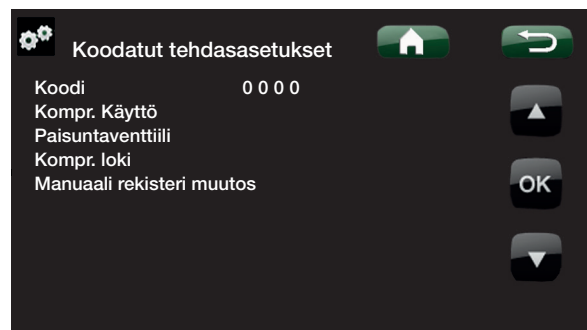 Koodatut tehdasasetukset
Koodi 0 0 0 0
Kompr. Käyttö
Paisuntaventtiili
Kompr. loki
Manuaali rekisteri muutos
OK